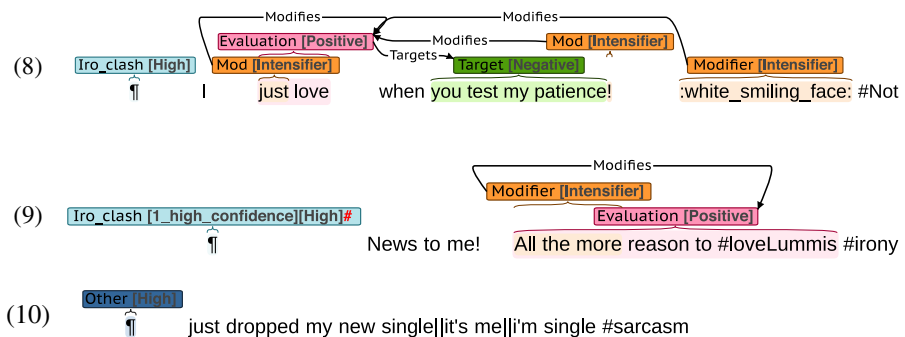 Modifies
Evaluation [Positive] Modifies Mod [Intensifier]
Targets
(8) Iro_clash [High] Mod [Intensifier] Target [Negative] Modifier [Intensifier]
¶ I just love when you test my patience! :white_smiling_face: #Not
Modifies
Modifier [Intensifier]
(9) Iro_clash [1_high_confidence][High]# Evaluation [Positive]
¶ News to me! All the more reason to #loveLummis #irony
Other [High]
(10) ¶ just dropped my new single||it's me||i'm single #sarcasm